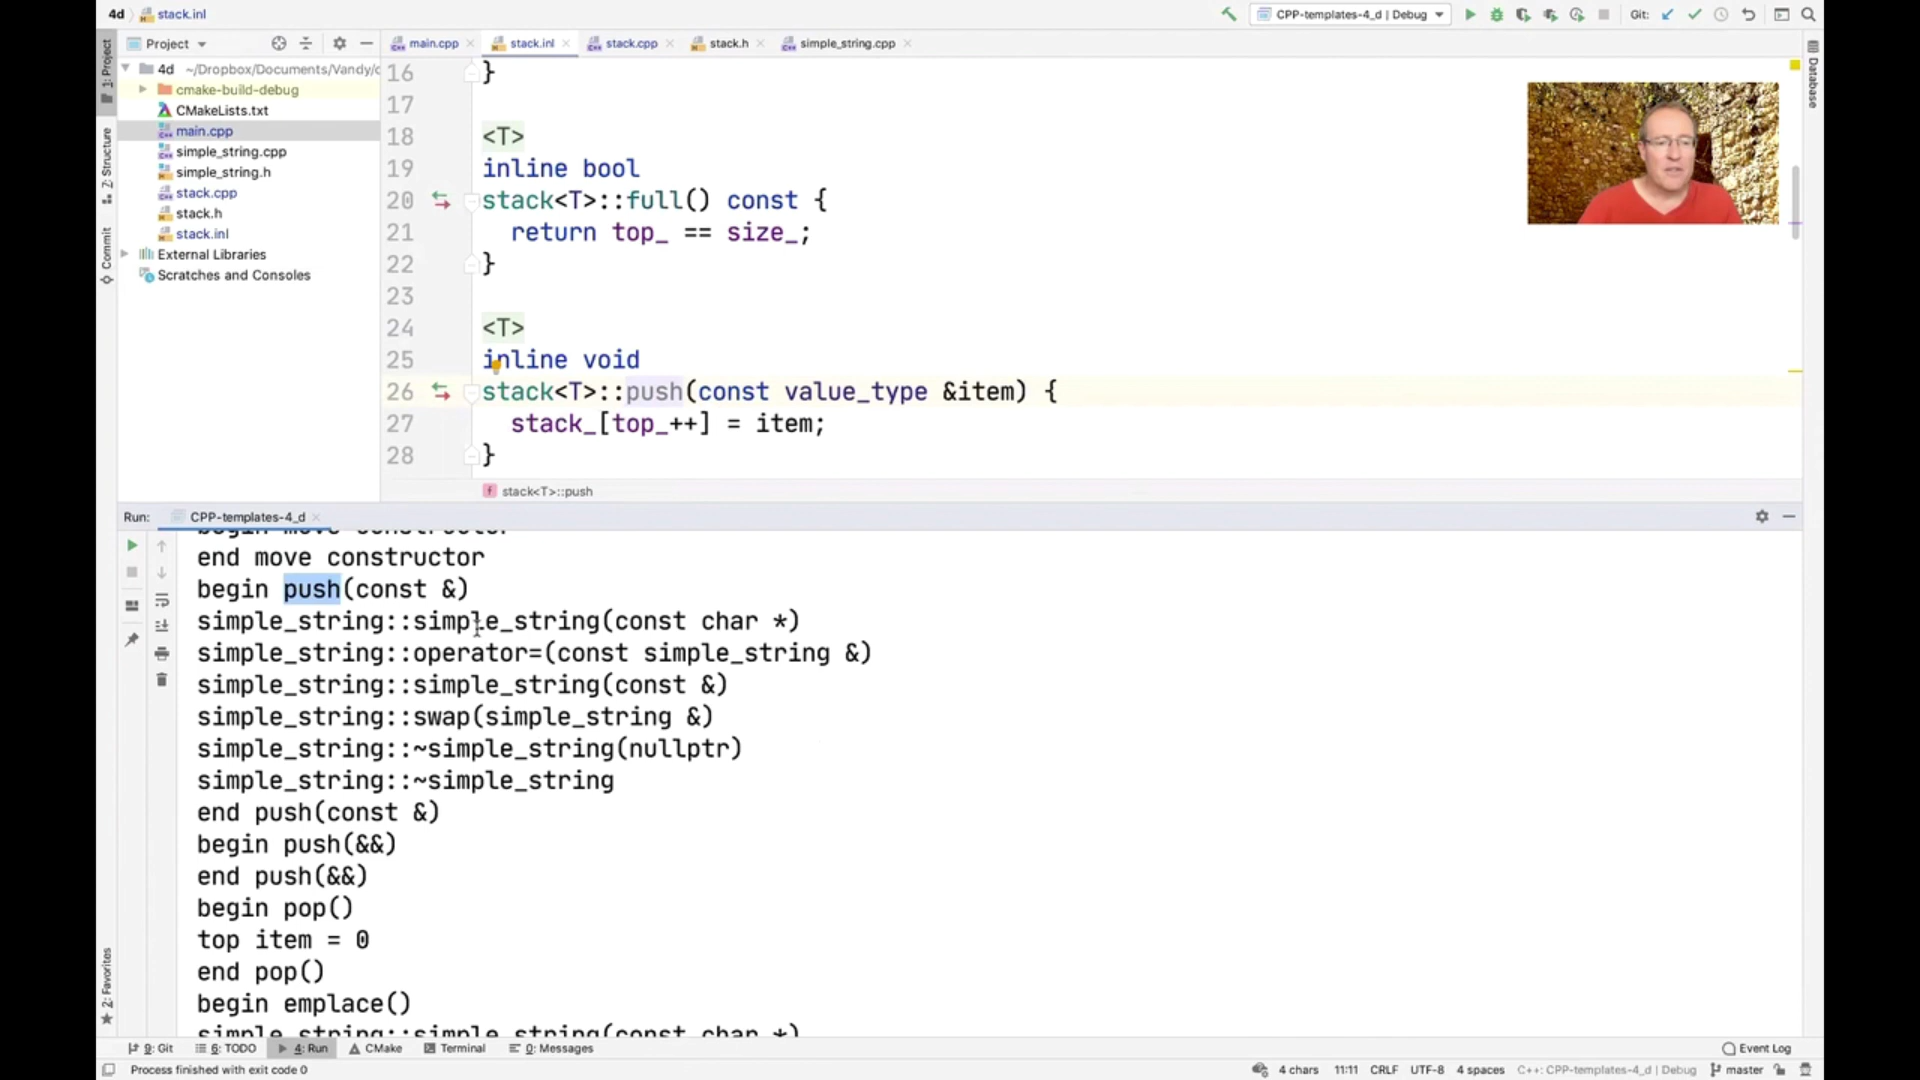 4d
stack.inl
CPP-templates-4_d | Debug
Git:
1: Project
Project
main.cpp
stack.inl
stack.cpp
stack.h
simple_string.cpp
4d ~/Dropbox/Documents/Vandy/c
cmake-build-debug
CMakeLists.txt
main.cpp
simple_string.cpp
simple_string.h
stack.cpp
stack.h
stack.inl
External Libraries
Scratches and Consoles
Z: Structure
Commit
Database
16 }
17
18 <T>
19 inline bool
20 stack<T>::full() const {
21 return top_ == size_;
22 }
23
24 <T>
25 inline void
26 stack<T>::push(const value_type &item) {
27 stack_[top_++] = item;
28 }
stack<T>::push
Run: CPP-templates-4_d
begin move constructor
end move constructor
begin push(const &)
simple_string::simple_string(const char *)
simple_string::operator=(const simple_string &)
simple_string::simple_string(const &)
simple_string::swap(simple_string &)
simple_string::~simple_string(nullptr)
simple_string::~simple_string
end push(const &)
begin push(&&)
end push(&&)
begin pop()
top item = 0
end pop()
begin emplace()
simple_string::simple_string(const char *)
2: Favorites
9: Git
6: TODO
4: Run
CMake
Terminal
0: Messages
Event Log
Process finished with exit code 0
4 chars
11:11
CRLF
UTF-8
4 spaces
C++: CPP-templates-4_d | Debug
master